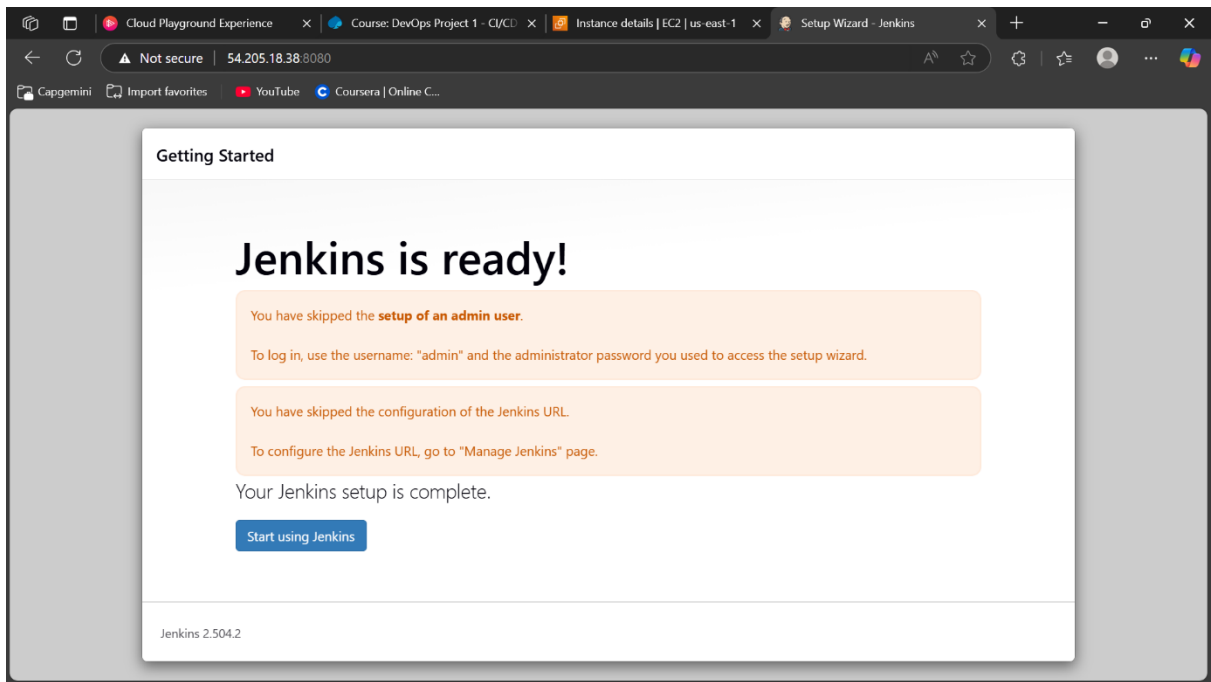 Cloud Playground Experience
Course: DevOps Project 1 - CI/CD
Instance details | EC2 | us-east-1
Setup Wizard - Jenkins
Not secure
54.205.18.38:8080
Capgemini
Import favorites
YouTube
Coursera | Online C...
Getting Started
Jenkins is ready!
You have skipped the setup of an admin user.
To log in, use the username: "admin" and the administrator password you used to access the setup wizard.
You have skipped the configuration of the Jenkins URL.
To configure the Jenkins URL, go to "Manage Jenkins" page.
Your Jenkins setup is complete.
Start using Jenkins
Jenkins 2.504.2